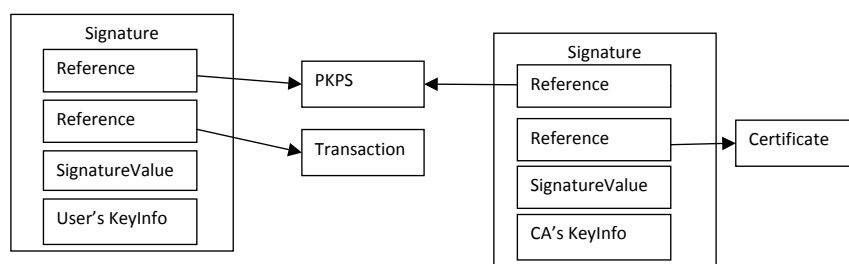 Signature
Reference
Reference
SignatureValue
User's KeyInfo
PKPS
Transaction
Signature
Reference
Reference
SignatureValue
CA's KeyInfo
Certificate